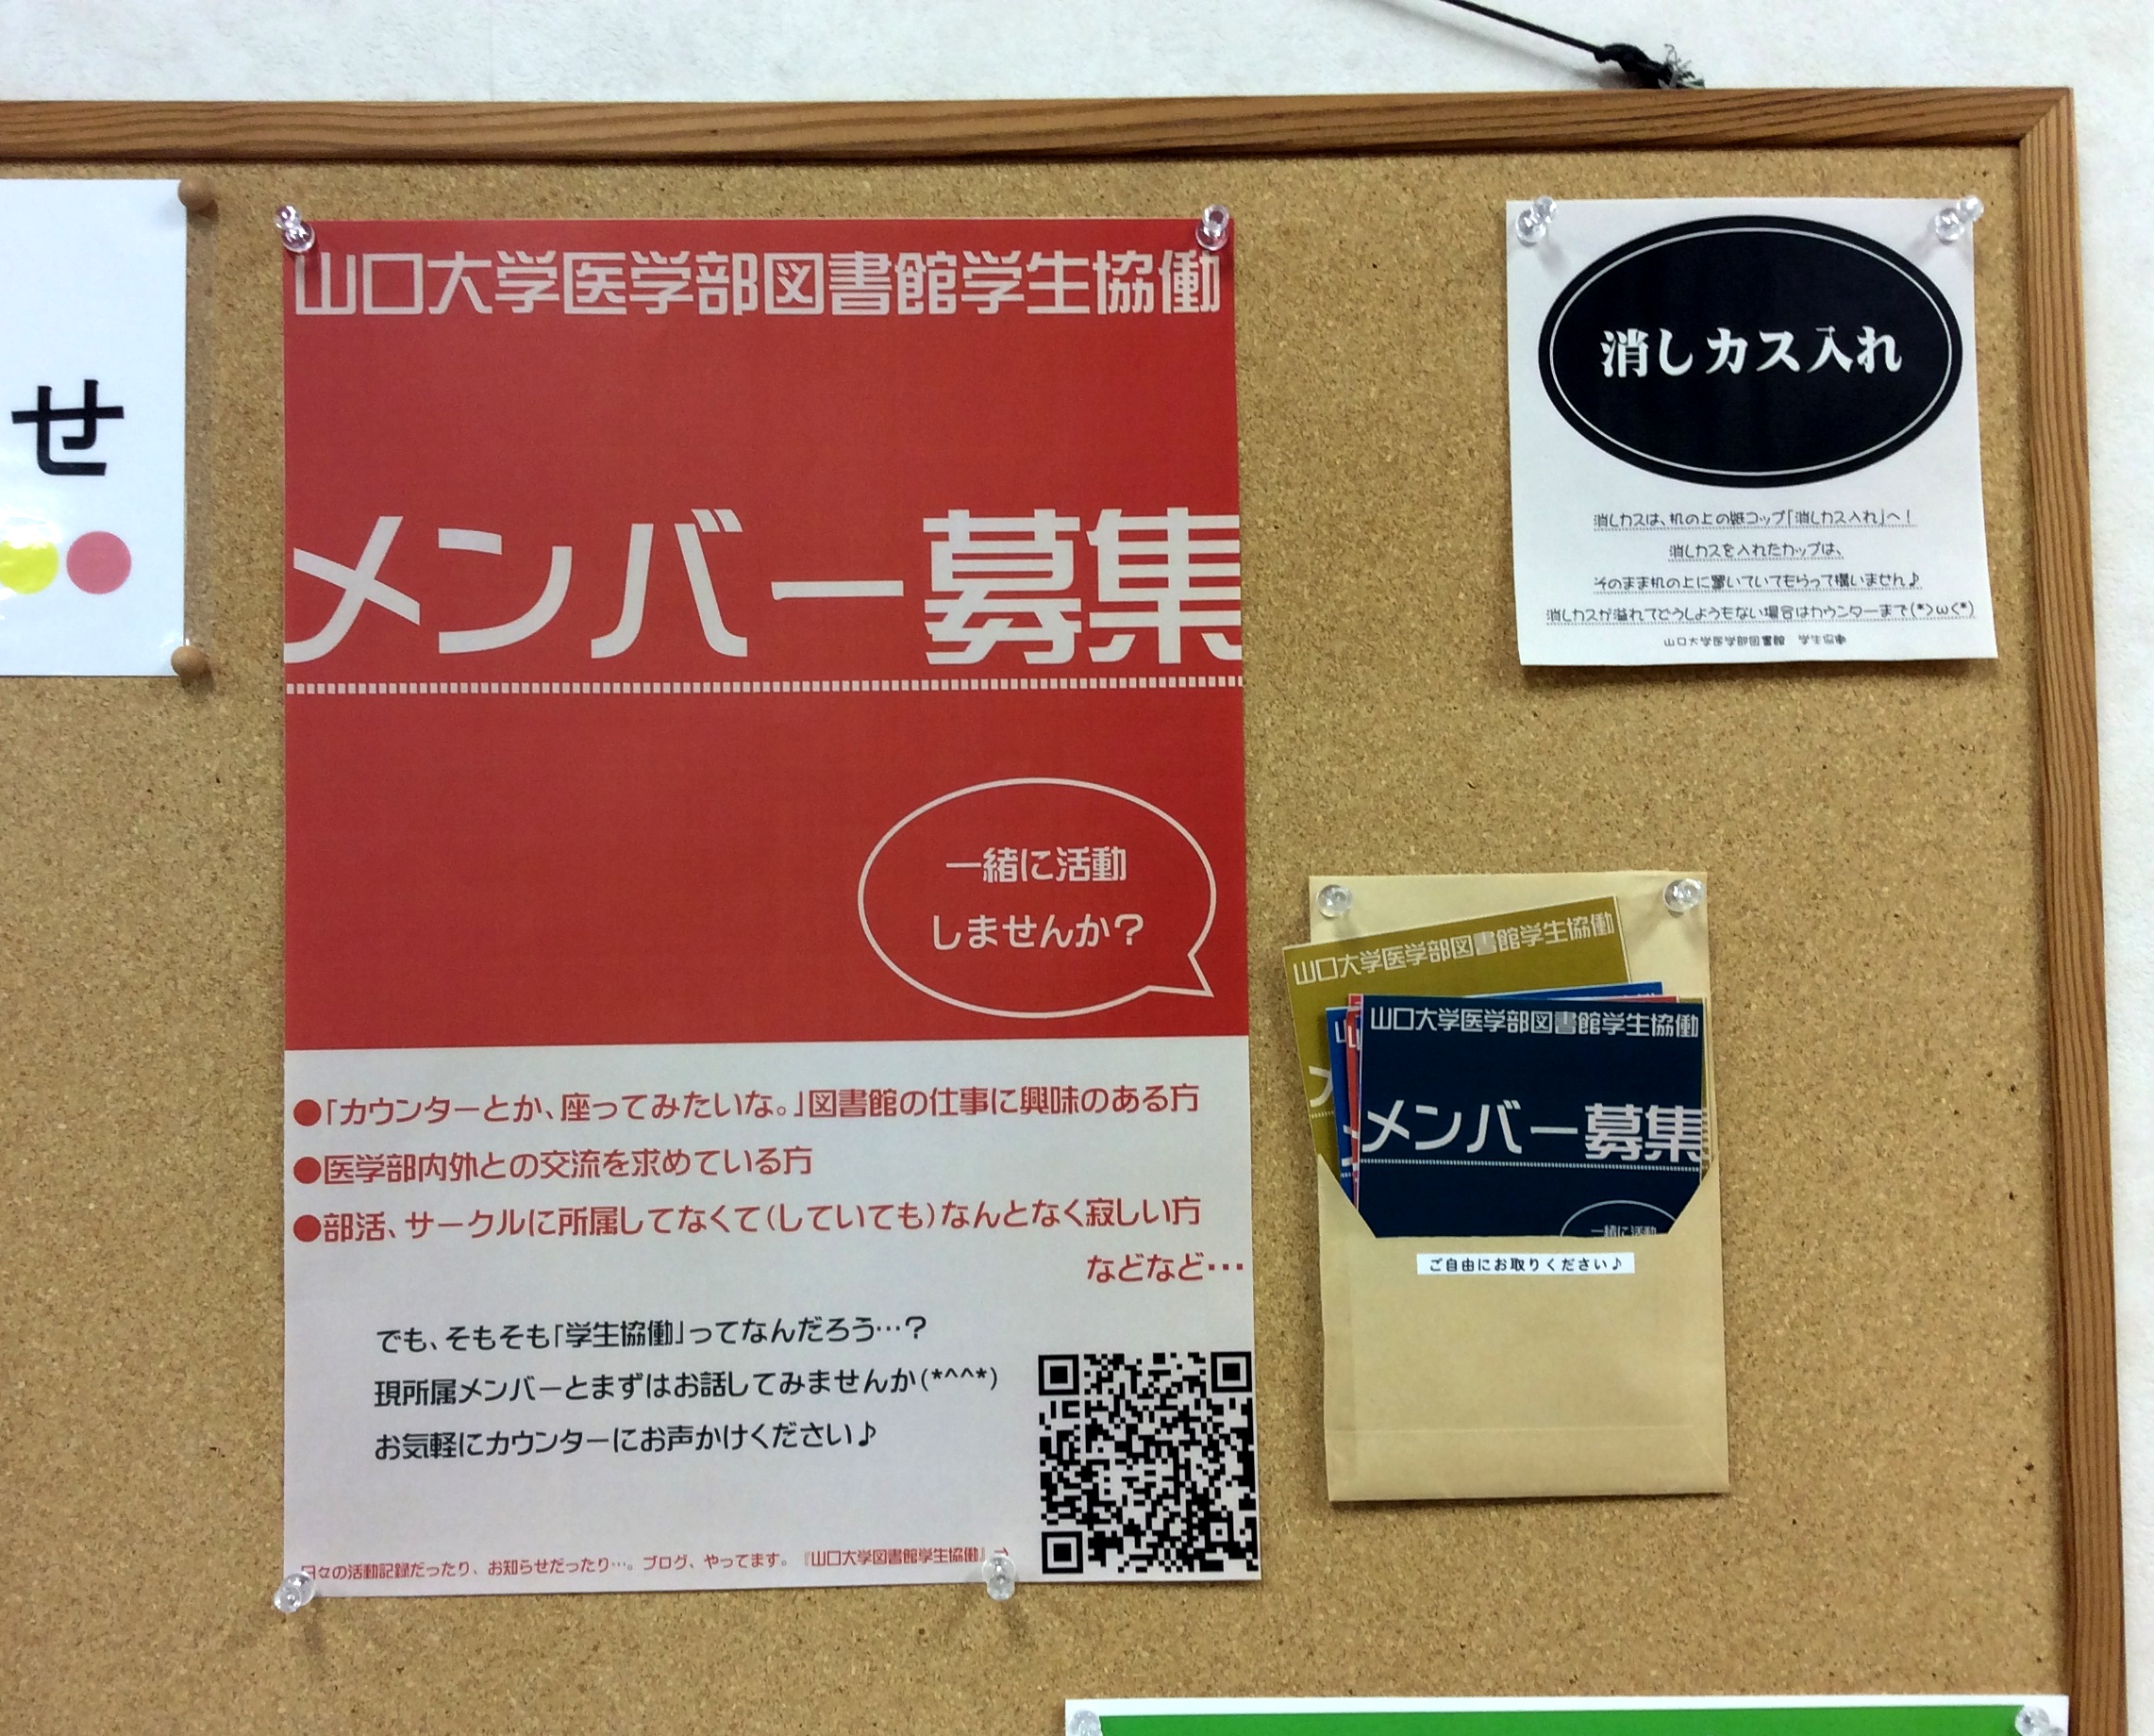 せ
山口大学医学部図書館学生協働
メンバー募集
一緒に活動
しませんか？
●「カウンターとか、座ってみたいな。」図書館の仕事に興味のある方
●医学部内外との交流を求めている方
●部活、サークルに所属してなくて(していても)なんとなく寂しい方
などなど…
でも、そもそも「学生協働」ってなんだろう…？
現所属メンバーとまずはお話してみませんか(*^^*)
お気軽にカウンターにお声かけください♪
日々の活動記録だったり、お知らせだったり…。ブログ、やってます。『山口大学図書館学生協働』
消しカス入れ
消しカスは、机の上の紙コップ「消しカス入れ」へ！
消しカスを入れたカップは、
そのまま机の上に置いていてもらって構いません♪
消しカスが溢れてどうしようもない場合はカウンターまで(*>ω<*)
山口大学医学部図書館 学生協働
山口大学医学部図書館学生協働
山口大学医学部図書館学生協働
メンバー募集
一緒に活動
ご自由にお取りください♪